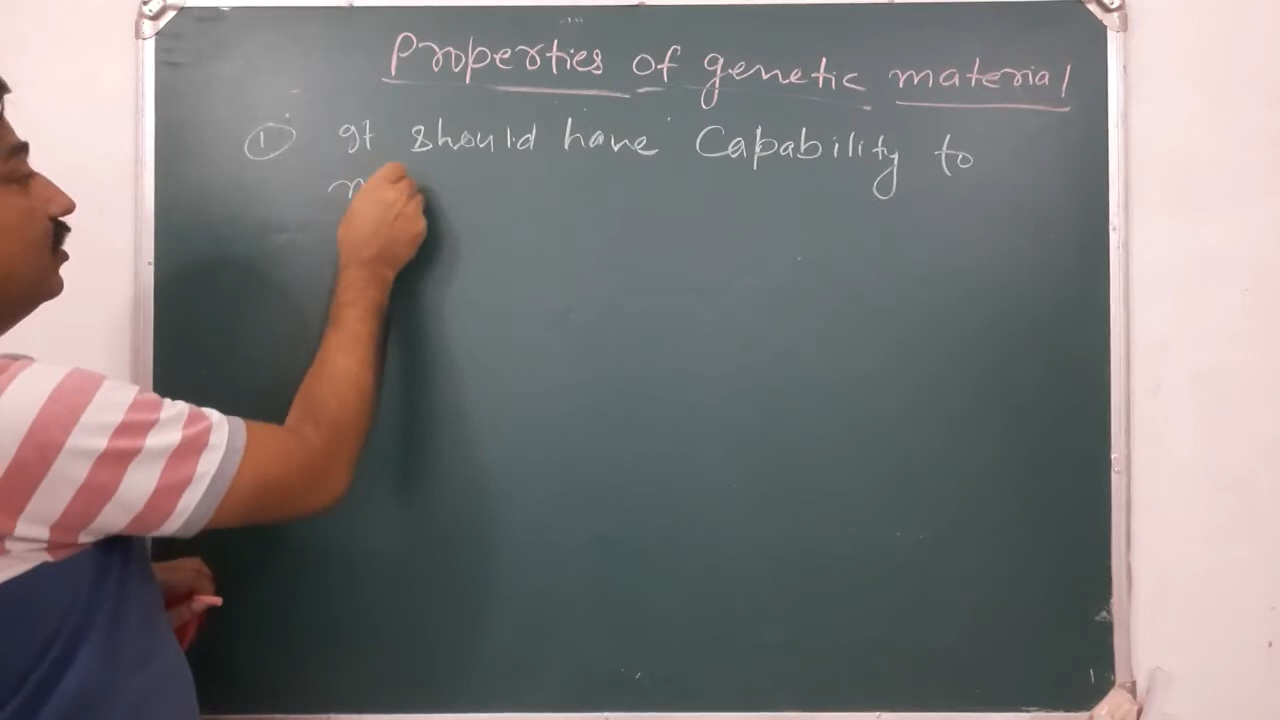 Properties of genetic material
① It should have Capability to